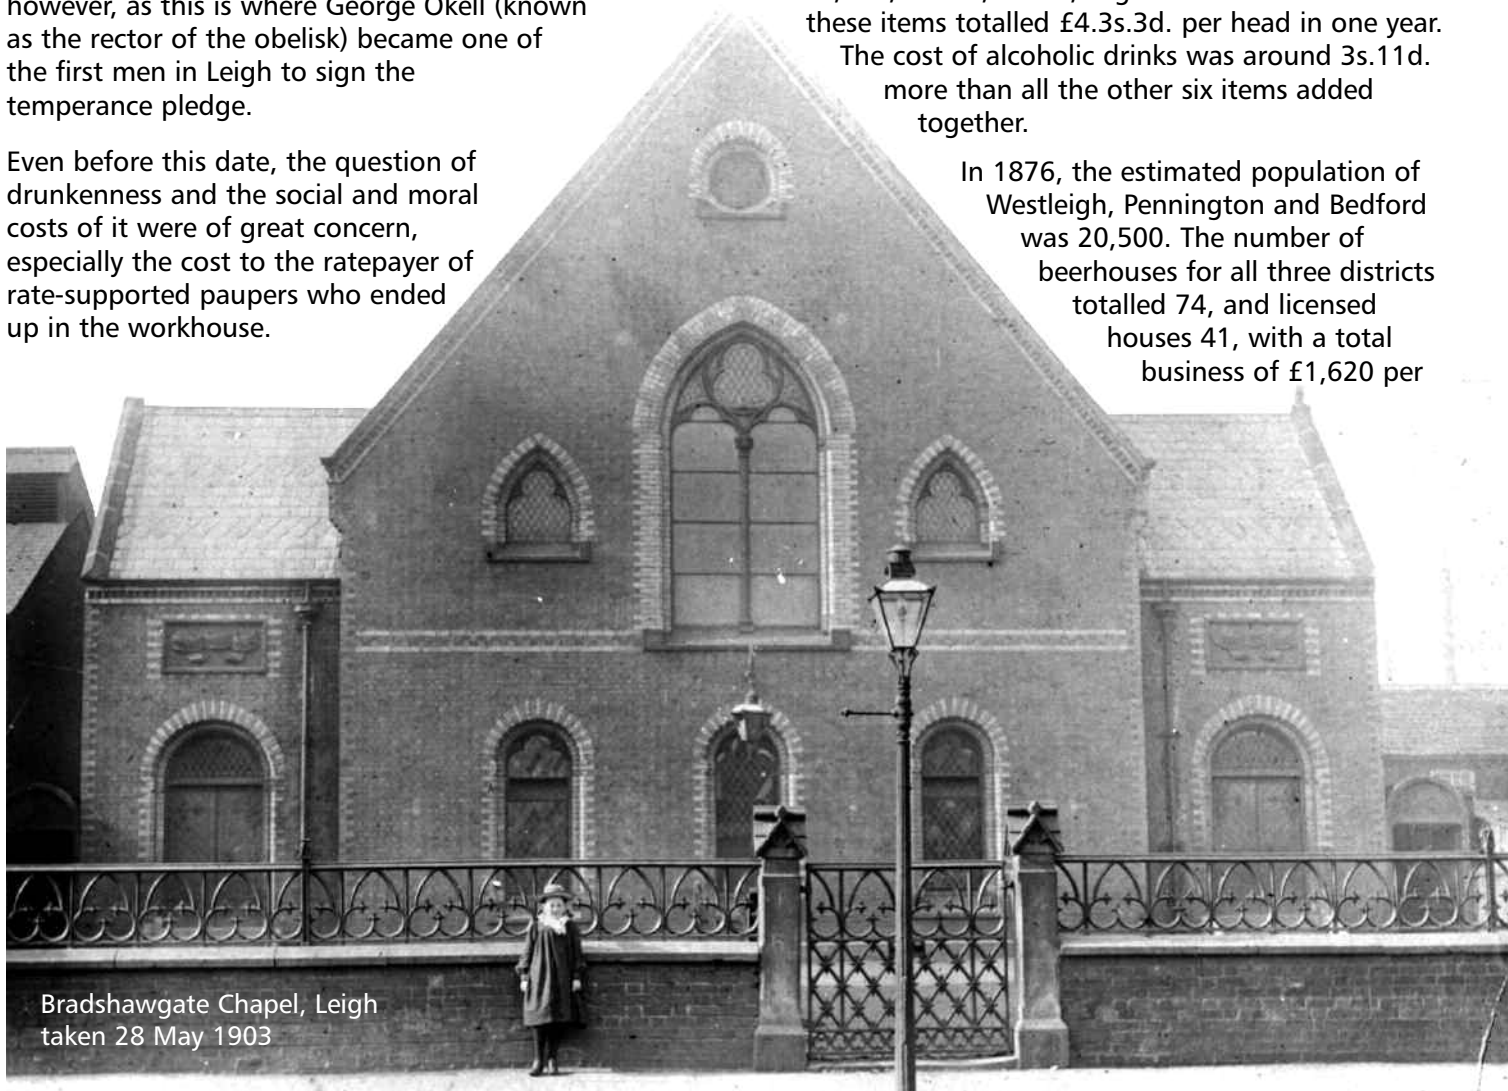 however, as this is where George Okell (known
as the rector of the obelisk) became one of
the first men in Leigh to sign the
temperance pledge.
Even before this date, the question of
drunkenness and the social and moral
costs of it were of great concern,
especially the cost to the ratepayer of
rate-supported paupers who ended
up in the workhouse.
these items totalled £4.3s.3d. per head in one year.
The cost of alcoholic drinks was around 3s.11d.
more than all the other six items added
together.
In 1876, the estimated population of
Westleigh, Pennington and Bedford
was 20,500. The number of
beerhouses for all three districts
totalled 74, and licensed
houses 41, with a total
business of £1,620 per
Bradshawgate Chapel, Leigh
taken 28 May 1903